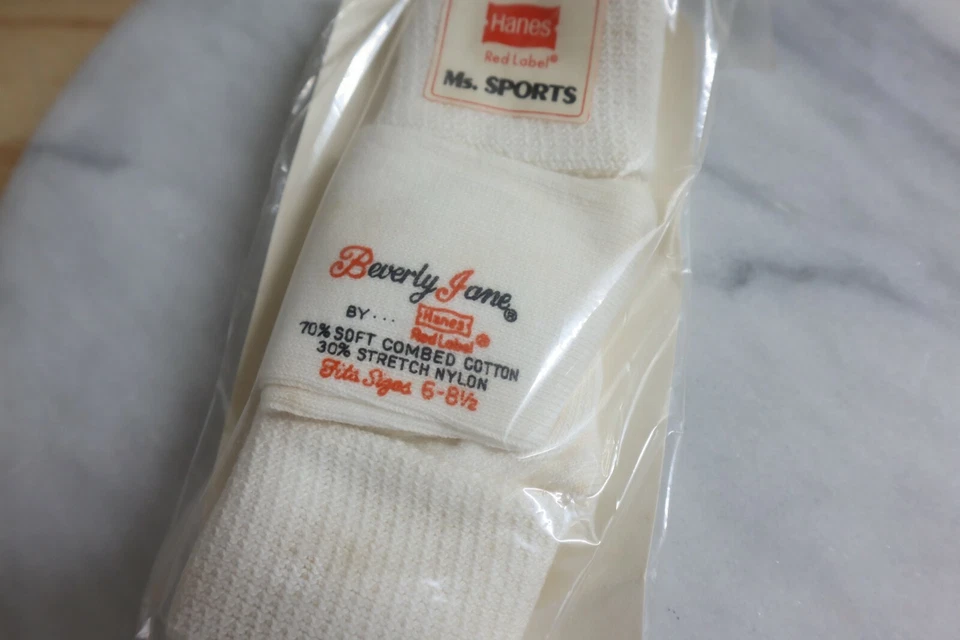 Hanes
Red Label®
Ms. SPORTS
Beverly Jane®
BY... Hanes
Red Label®
70% SOFT COMBED COTTON
30% STRETCH NYLON
Fits Sizes 6-8½